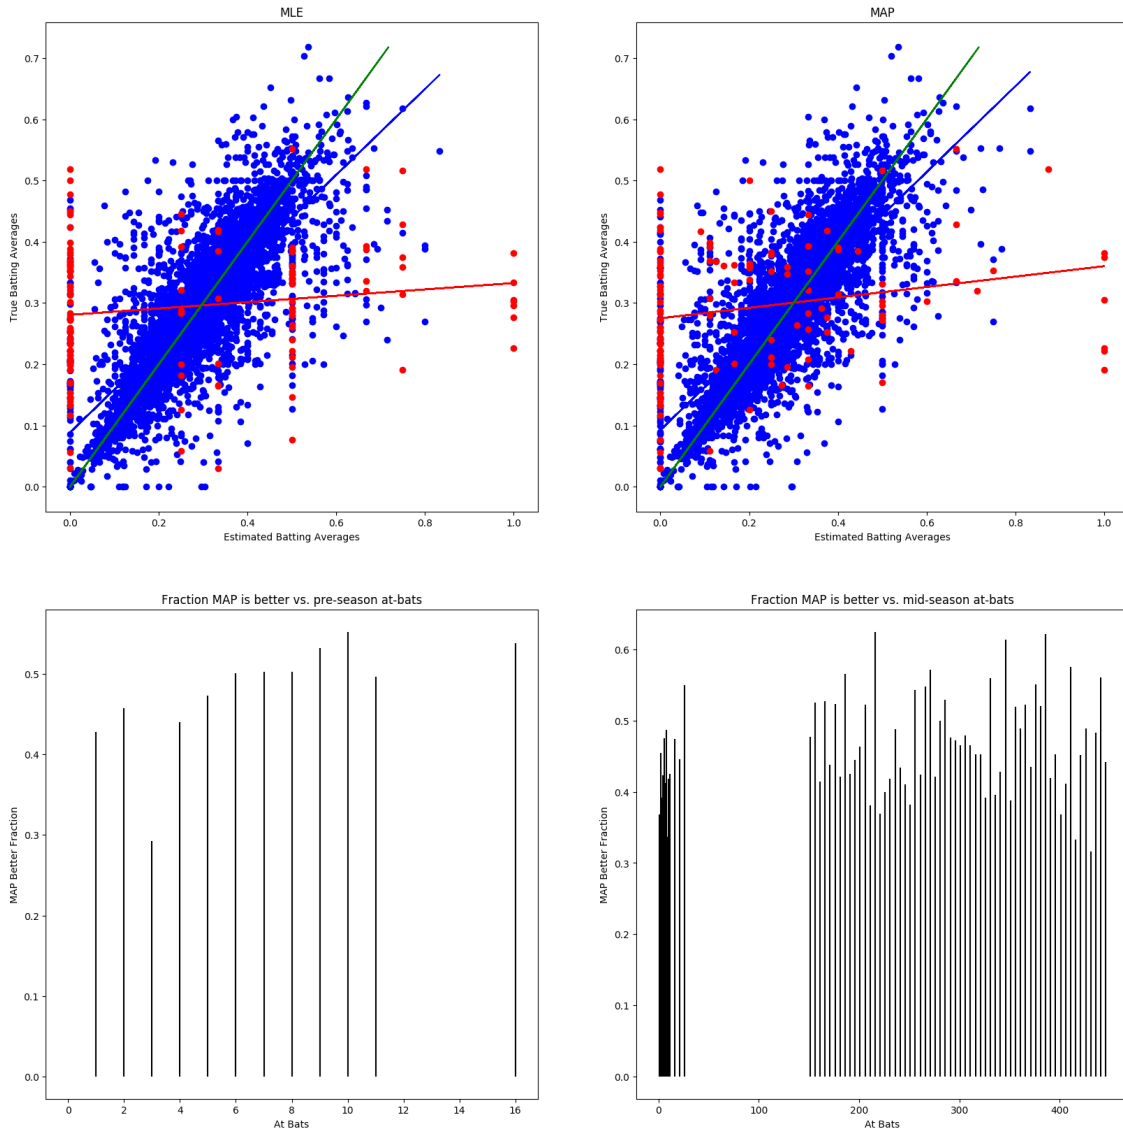 MLE
True Batting Averages
0.7
0.6
0.5
0.4
0.3
0.2
0.1
0.0
0.0 0.2 0.4 0.6 0.8 1.0
Estimated Batting Averages
MAP
True Batting Averages
0.7
0.6
0.5
0.4
0.3
0.2
0.1
0.0
0.0 0.2 0.4 0.6 0.8 1.0
Estimated Batting Averages
Fraction MAP is better vs. pre-season at-bats
MAP Better Fraction
0.5
0.4
0.3
0.2
0.1
0.0
0 2 4 6 8 10 12 14 16
At Bats
Fraction MAP is better vs. mid-season at-bats
MAP Better Fraction
0.6
0.5
0.4
0.3
0.2
0.1
0.0
0 100 200 300 400
At Bats